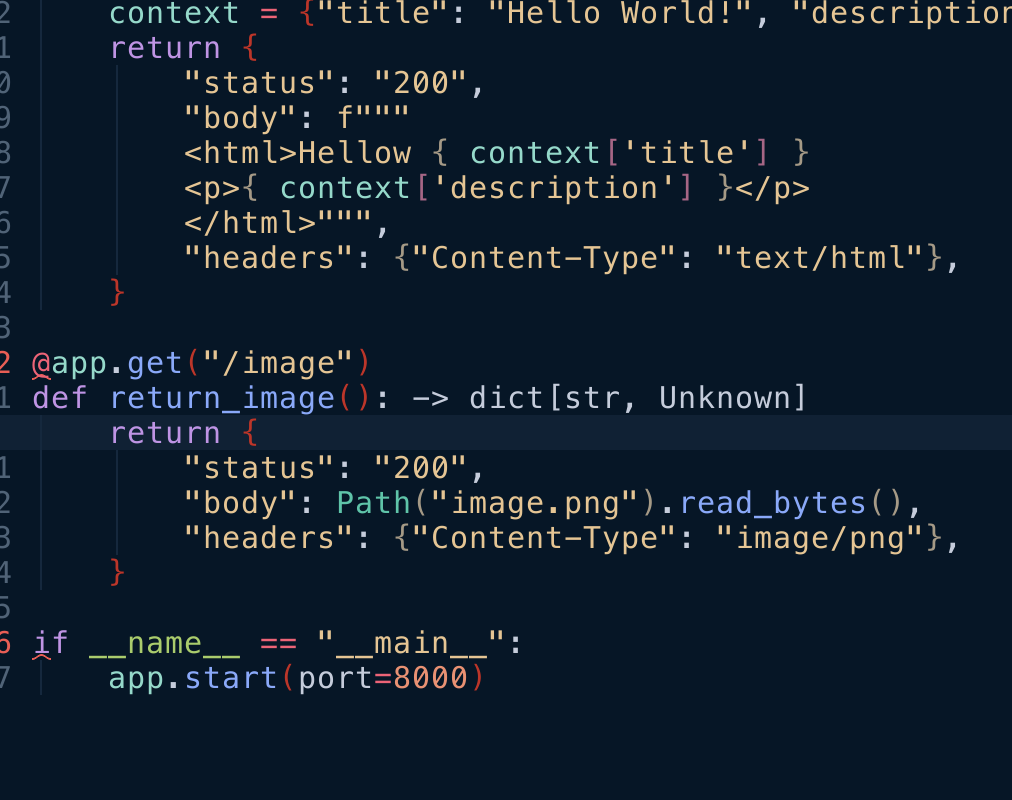 2 context = {"title": "Hello World!", "description
1 return {
0 "status": "200",
9 "body": f"""
8 <html>Hellow { context['title'] }
7 <p>{ context['description'] }</p>
6 </html>""",
5 "headers": {"Content-Type": "text/html"},
4 }
3
2 @app.get("/image")
1 def return_image(): -> dict[str, Unknown]
return {
1 "status": "200",
2 "body": Path("image.png").read_bytes(),
3 "headers": {"Content-Type": "image/png"},
4 }
5
6 if __name__ == "__main__":
7 app.start(port=8000)